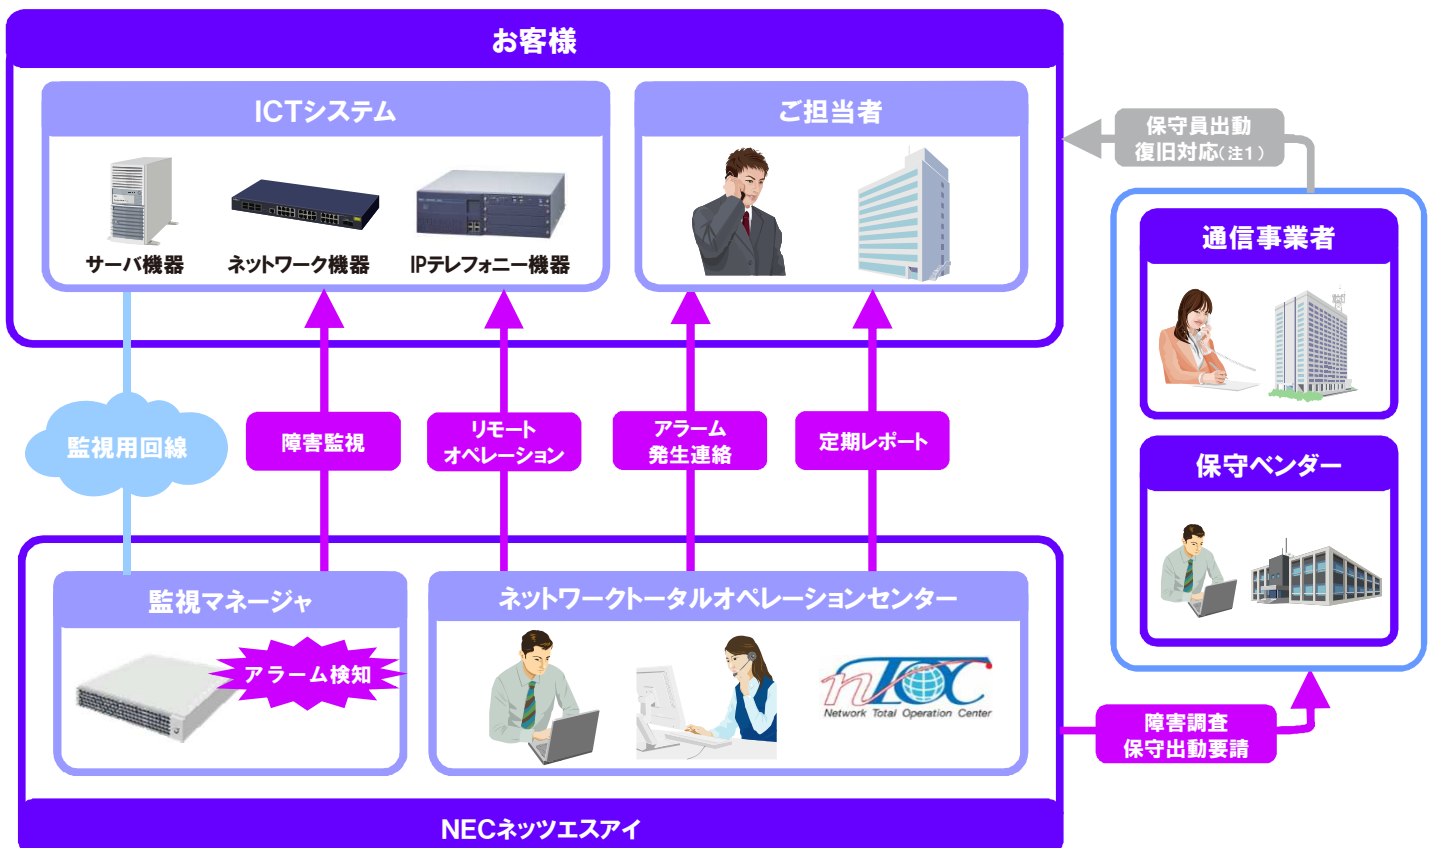 お客様
ICTシステム
サーバ機器
ネットワーク機器
IPテレフォニー機器
ご担当者
保守員出動
復旧対応(注1)
通信事業者
保守ベンダー
監視用回線
障害監視
リモート
オペレーション
アラーム
発生連絡
定期レポート
監視マネージャ
アラーム検知
ネットワークトータルオペレーションセンター
nTOC
Network Total Operation Center
障害調査
保守出動要請
NECネッツエスアイ